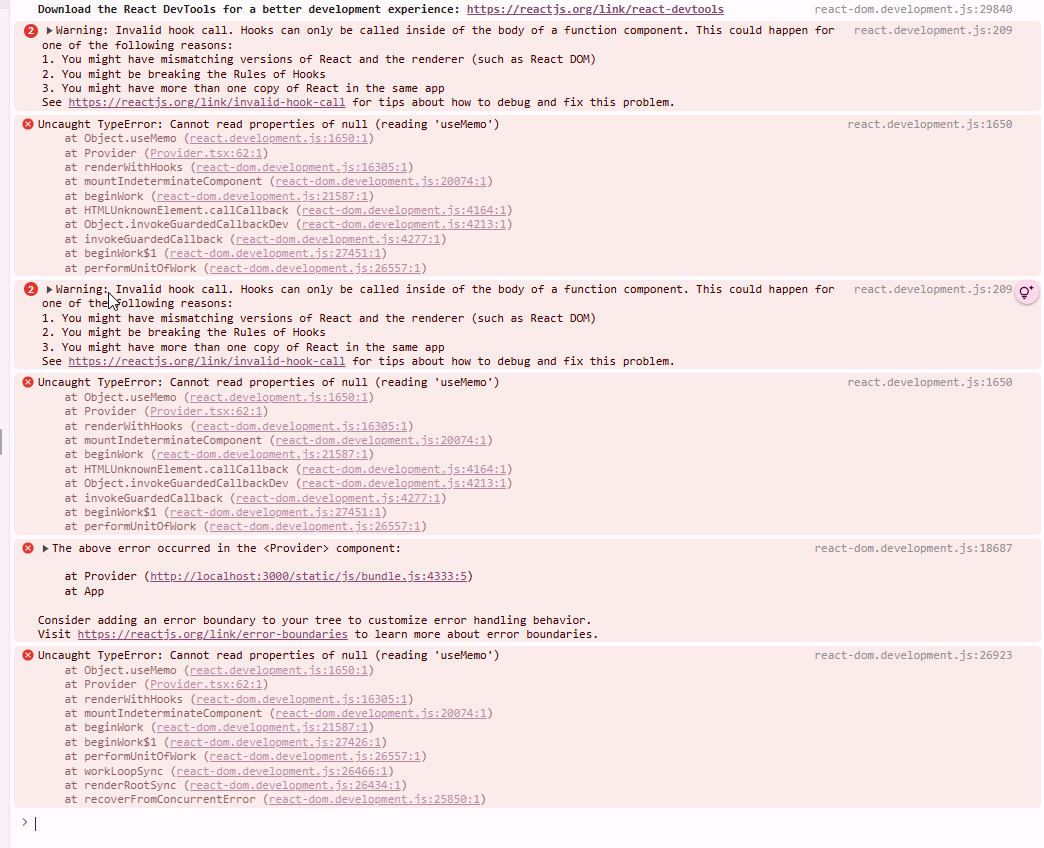 Download the React DevTools for a better development experience: https://reactjs.org/link/react-devtools react-dom.development.js:29840
2 ▶Warning: Invalid hook call. Hooks can only be called inside of the body of a function component. This could happen for react.development.js:209
one of the following reasons:
1. You might have mismatching versions of React and the renderer (such as React DOM)
2. You might be breaking the Rules of Hooks
3. You might have more than one copy of React in the same app
See https://reactjs.org/link/invalid-hook-call for tips about how to debug and fix this problem.
Uncaught TypeError: Cannot read properties of null (reading 'useMemo') react.development.js:1650
at Object.useMemo (react.development.js:1650:1)
at Provider (Provider.tsx:62:1)
at renderWithHooks (react-dom.development.js:16305:1)
at mountIndeterminateComponent (react-dom.development.js:20074:1)
at beginWork (react-dom.development.js:21587:1)
at HTMLUnknownElement.callCallback (react-dom.development.js:4164:1)
at Object.invokeGuardedCallbackDev (react-dom.development.js:4213:1)
at invokeGuardedCallback (react-dom.development.js:4277:1)
at beginWork$1 (react-dom.development.js:27451:1)
at performUnitOfWork (react-dom.development.js:26557:1)
2 ▶Warning: Invalid hook call. Hooks can only be called inside of the body of a function component. This could happen for react.development.js:209
one of the following reasons:
1. You might have mismatching versions of React and the renderer (such as React DOM)
2. You might be breaking the Rules of Hooks
3. You might have more than one copy of React in the same app
See https://reactjs.org/link/invalid-hook-call for tips about how to debug and fix this problem.
Uncaught TypeError: Cannot read properties of null (reading 'useMemo') react.development.js:1650
at Object.useMemo (react.development.js:1650:1)
at Provider (Provider.tsx:62:1)
at renderWithHooks (react-dom.development.js:16305:1)
at mountIndeterminateComponent (react-dom.development.js:20074:1)
at beginWork (react-dom.development.js:21587:1)
at HTMLUnknownElement.callCallback (react-dom.development.js:4164:1)
at Object.invokeGuardedCallbackDev (react-dom.development.js:4213:1)
at invokeGuardedCallback (react-dom.development.js:4277:1)
at beginWork$1 (react-dom.development.js:27451:1)
at performUnitOfWork (react-dom.development.js:26557:1)
▶The above error occurred in the <Provider> component: react-dom.development.js:18687
at Provider (http://localhost:3000/static/js/bundle.js:4333:5)
at App
Consider adding an error boundary to your tree to customize error handling behavior.
Visit https://reactjs.org/link/error-boundaries to learn more about error boundaries.
Uncaught TypeError: Cannot read properties of null (reading 'useMemo') react-dom.development.js:26923
at Object.useMemo (react.development.js:1650:1)
at Provider (Provider.tsx:62:1)
at renderWithHooks (react-dom.development.js:16305:1)
at mountIndeterminateComponent (react-dom.development.js:20074:1)
at beginWork (react-dom.development.js:21587:1)
at beginWork$1 (react-dom.development.js:27426:1)
at performUnitOfWork (react-dom.development.js:26557:1)
at workLoopSync (react-dom.development.js:26466:1)
at renderRootSync (react-dom.development.js:26434:1)
at recoverFromConcurrentError (react-dom.development.js:25850:1)